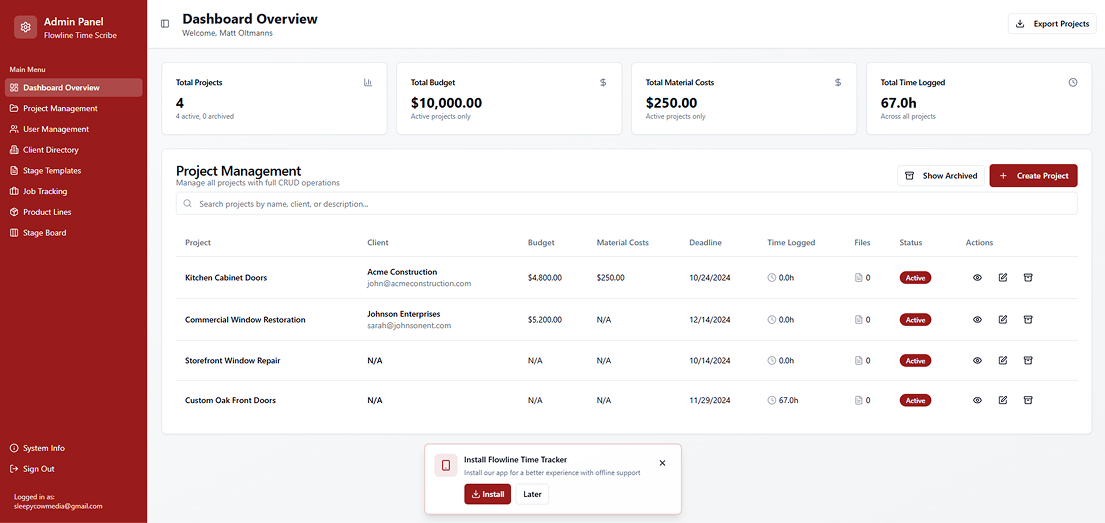 Admin Panel
Flowline Time Scribe
Main Menu
Dashboard Overview
Project Management
User Management
Client Directory
Stage Templates
Job Tracking
Product Lines
Stage Board
System Info
Sign Out
Logged in as:
sleepycowmedia@gmail.com
Dashboard Overview
Welcome, Matt Oltmanns
Export Projects
Total Projects
4
4 active, 0 archived
Total Budget
$10,000.00
Active projects only
Total Material Costs
$250.00
Active projects only
Total Time Logged
67.0h
Across all projects
Project Management
Manage all projects with full CRUD operations
Show Archived
Create Project
Search projects by name, client, or description...
Project Client Budget Material Costs Deadline Time Logged Files Status Actions
Kitchen Cabinet Doors Acme Construction $4,800.00 $250.00 10/24/2024 0.0h 0 Active
john@acmeconstruction.com
Commercial Window Restoration Johnson Enterprises $5,200.00 N/A 12/14/2024 0.0h 0 Active
sarah@johnsonent.com
Storefront Window Repair N/A N/A N/A 10/14/2024 0.0h 0 Active
Custom Oak Front Doors N/A N/A N/A 11/29/2024 67.0h 0 Active
Install Flowline Time Tracker
Install our app for a better experience with offline support
Install
Later